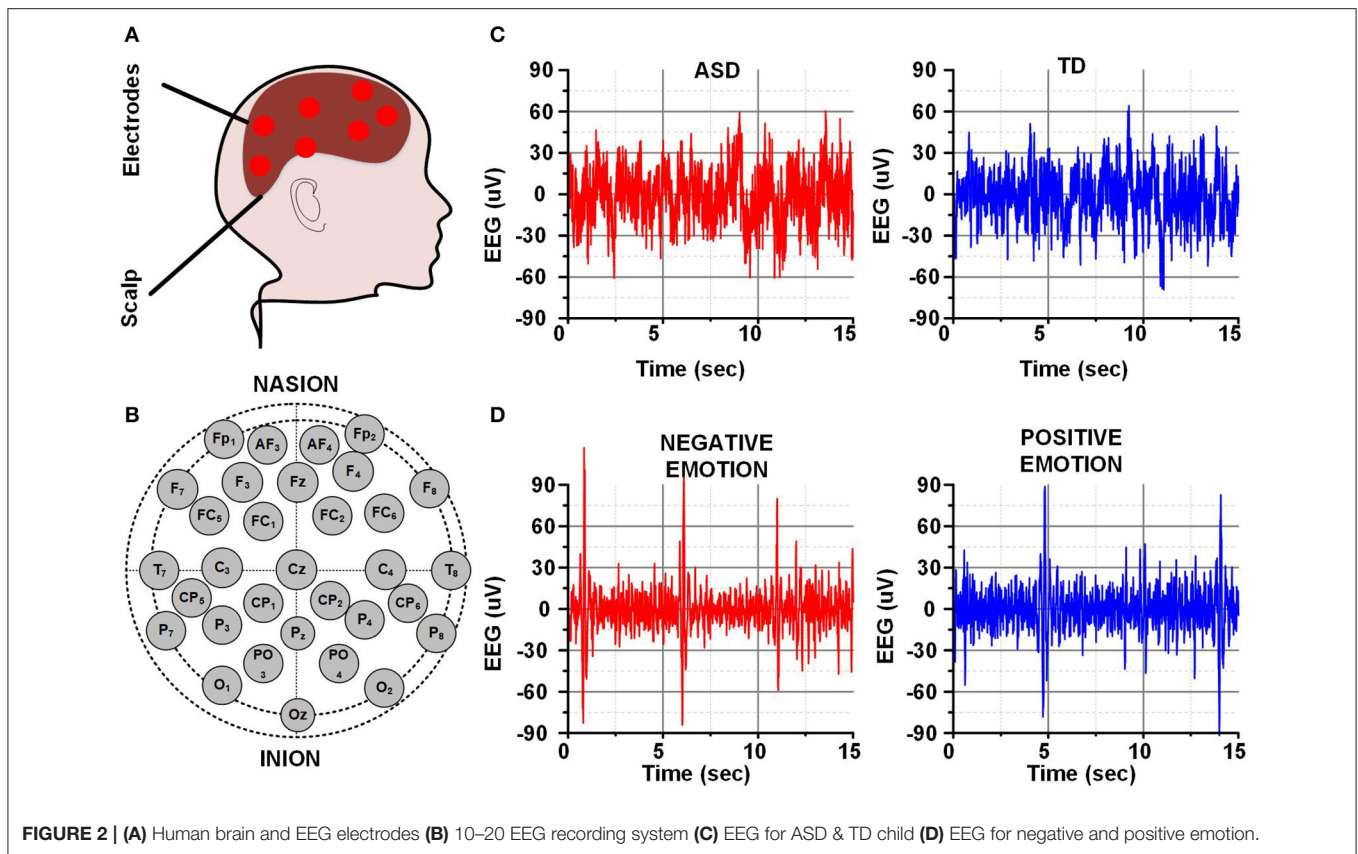 A
Electrodes
Scalp
B
NASION
Fp1 AF3 AF4 Fp2
F7 F3 Fz F4 F8
FC5 FC1 FC2 FC6
T7 C3 Cz C4 T8
CP5 CP1 CP2 CP6
P7 P3 Pz P4 P8
PO3 PO4
O1 Oz O2
INION
C
ASD
EEG (uV)
90
60
30
0
-30
-60
-90
0 5 10 15
Time (sec)
TD
EEG (uV)
90
60
30
0
-30
-60
-90
0 5 10 15
Time (sec)
D
NEGATIVE
EMOTION
EEG (uV)
90
60
30
0
-30
-60
-90
0 5 10 15
Time (sec)
POSITIVE
EMOTION
EEG (uV)
90
60
30
0
-30
-60
-90
0 5 10 15
Time (sec)
FIGURE 2 | (A) Human brain and EEG electrodes (B) 10–20 EEG recording system (C) EEG for ASD & TD child (D) EEG for negative and positive emotion.